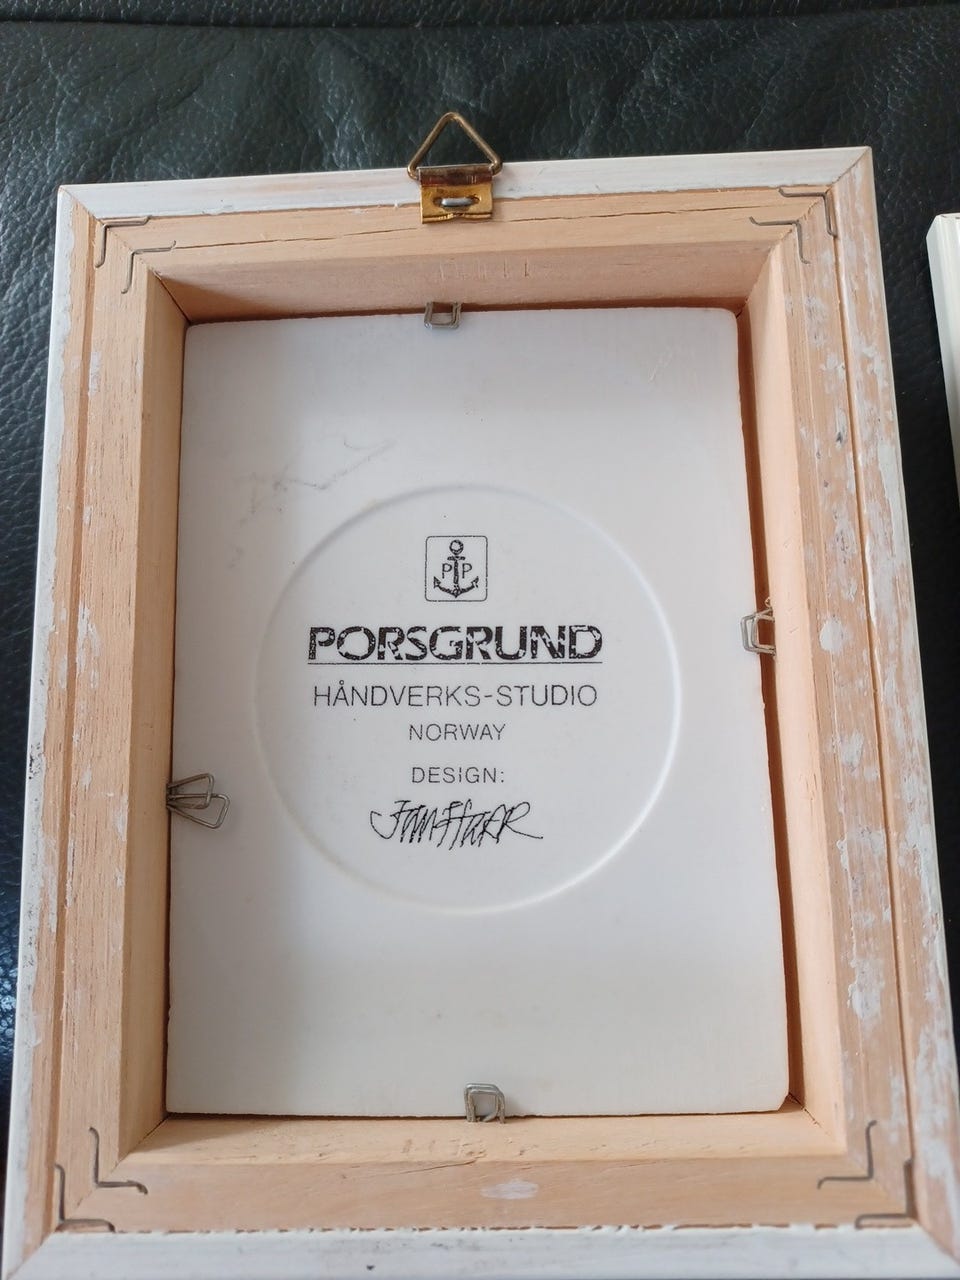 P P
PORSGRUND
HÅNDVERKS-STUDIO
NORWAY
DESIGN: